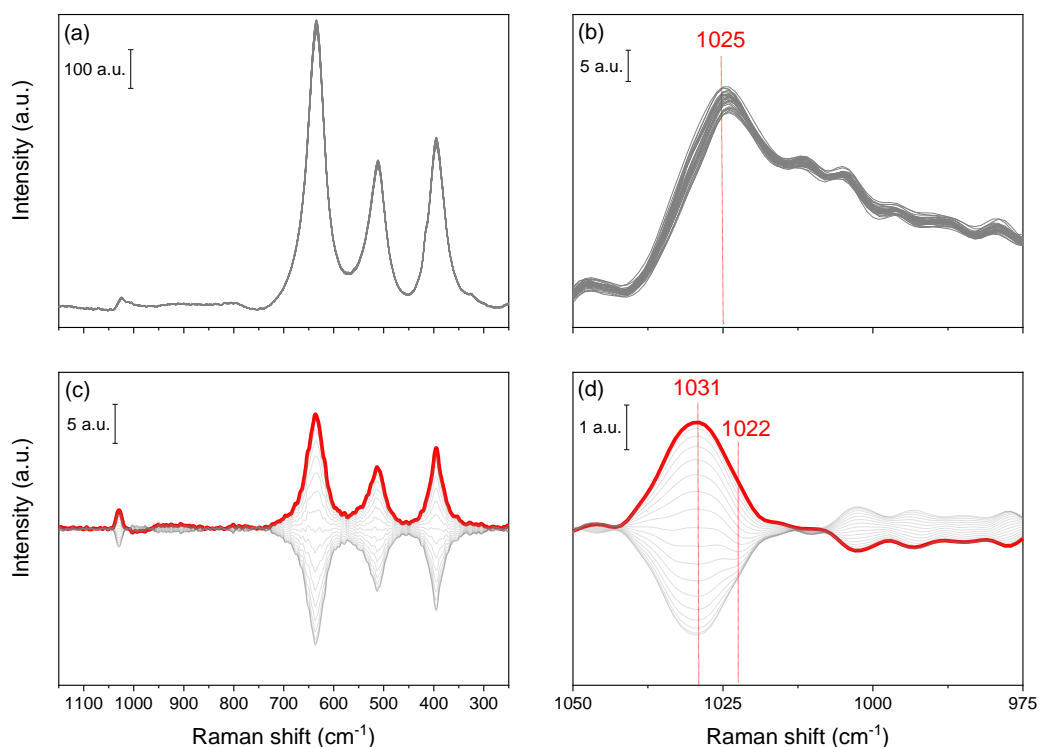 (a)
100 a.u.
Intensity (a.u.)
(b)
1025
5 a.u.
(c)
5 a.u.
Intensity (a.u.)
1100 1000 900 800 700 600 500 400 300
Raman shift (cm⁻¹)
(d)
1031
1022
1 a.u.
1050 1025 1000 975
Raman shift (cm⁻¹)